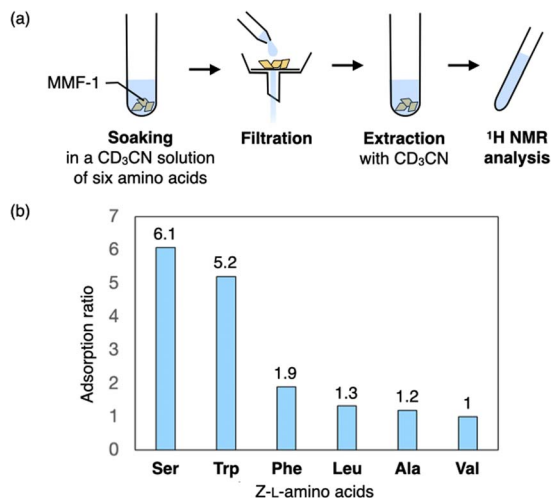 (a)
MMF-1
Soaking
in a CD₃CN solution
of six amino acids
Filtration
Extraction
with CD₃CN
¹H NMR
analysis
(b)
Adsorption ratio
7
6
5
4
3
2
1
0
6.1
5.2
1.9
1.3
1.2
1
Ser Trp Phe Leu Ala Val
Z-L-amino acids